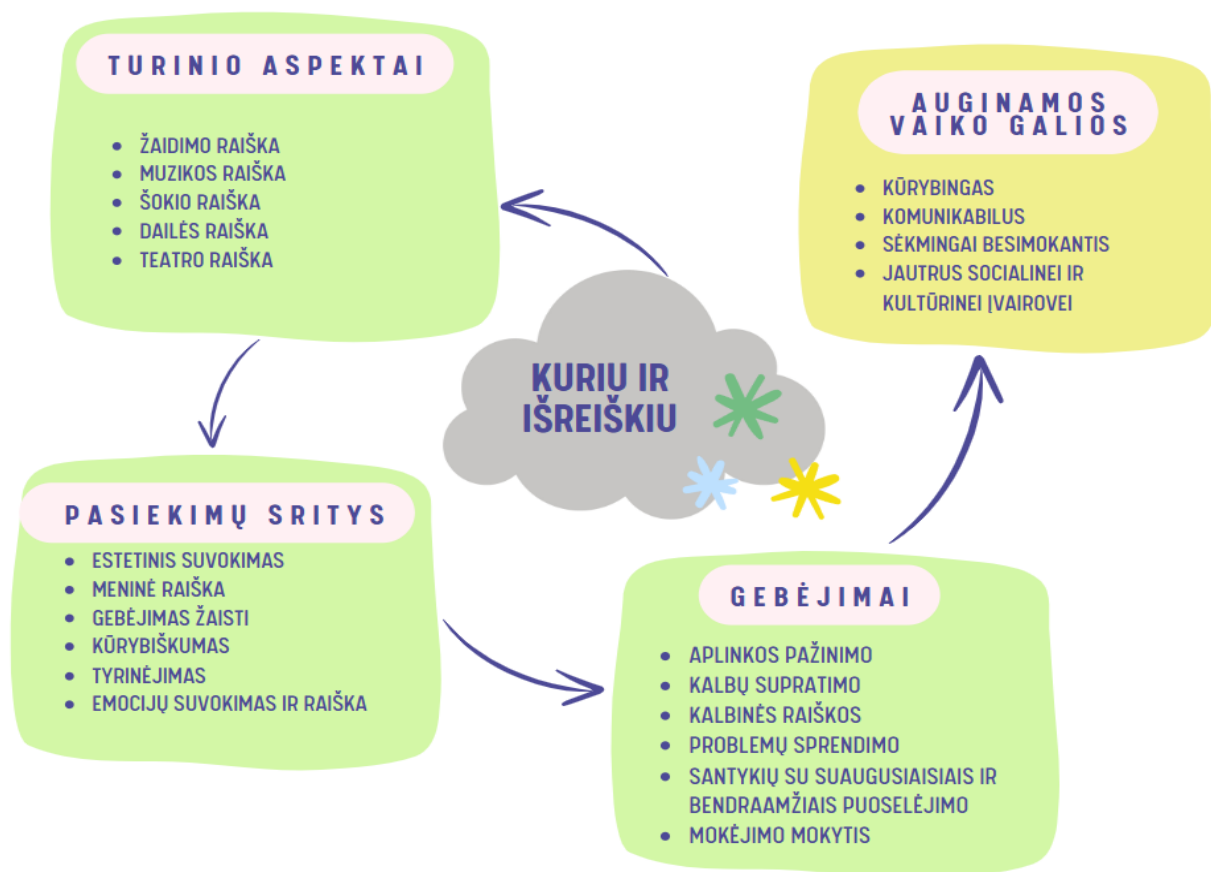 TURINIO ASPEKTAI
• ŽAIDIMO RAIŠKA
• MUZIKOS RAIŠKA
• ŠOKIO RAIŠKA
• DAILĖS RAIŠKA
• TEATRO RAIŠKA
AUGINAMOS
VAIKO GALIOS
• KŪRYBINGAS
• KOMUNIKABILUS
• SĖKMINGAI BESIMOKANTIS
• JAUTRUS SOCIALINEI IR
KULTŪRINEI ĮVAIROVEI
KURIU IR
IŠREIŠKIU
PASIEKIMŲ SRITYS
• ESTETINIS SUVOKIMAS
• MENINĖ RAIŠKA
• GEBĖJIMAS ŽAISTI
• KŪRYBIŠKUMAS
• TYRINĖJIMAS
• EMOCIJŲ SUVOKIMAS IR RAIŠKA
GEBĖJIMAI
• APLINKOS PAŽINIMO
• KALBŲ SUPRATIMO
• KALBINĖS RAIŠKOS
• PROBLEMŲ SPRENDIMO
• SANTYKIŲ SU SUAUGUSIAISIAIS IR
BENDRAAMŽIAIS PUOSELĖJIMO
• MOKĖJIMO MOKYTIS